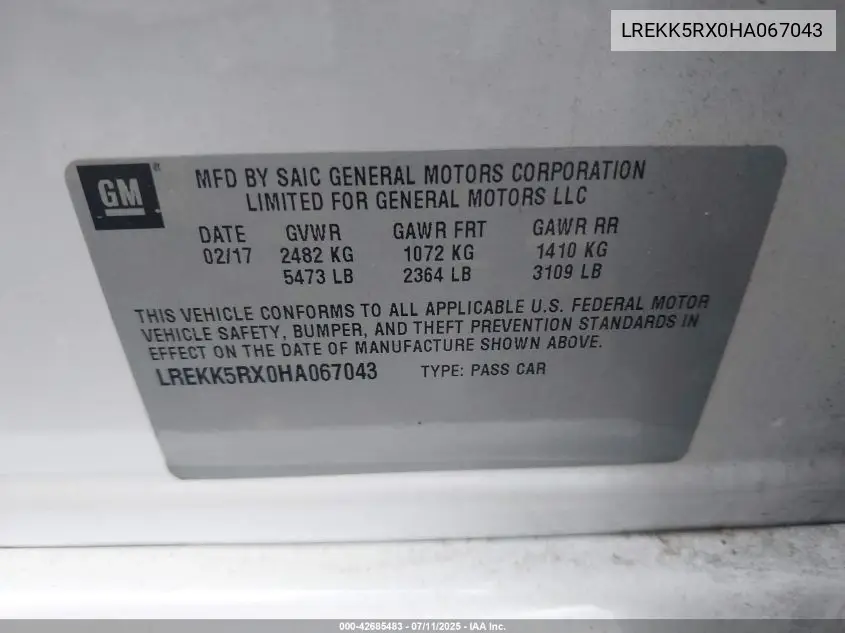 LREKK5RX0HA067043
GM ®
MFD BY SAIC GENERAL MOTORS CORPORATION
LIMITED FOR GENERAL MOTORS LLC
DATE GVWR GAWR FRT GAWR RR
02/17 2482 KG 1072 KG 1410 KG
5473 LB 2364 LB 3109 LB
THIS VEHICLE CONFORMS TO ALL APPLICABLE U.S. FEDERAL MOTOR
VEHICLE SAFETY, BUMPER, AND THEFT PREVENTION STANDARDS IN
EFFECT ON THE DATE OF MANUFACTURE SHOWN ABOVE.
LREKK5RX0HA067043 TYPE: PASS CAR
000-42685483 - 07/11/2025 - IAA Inc.